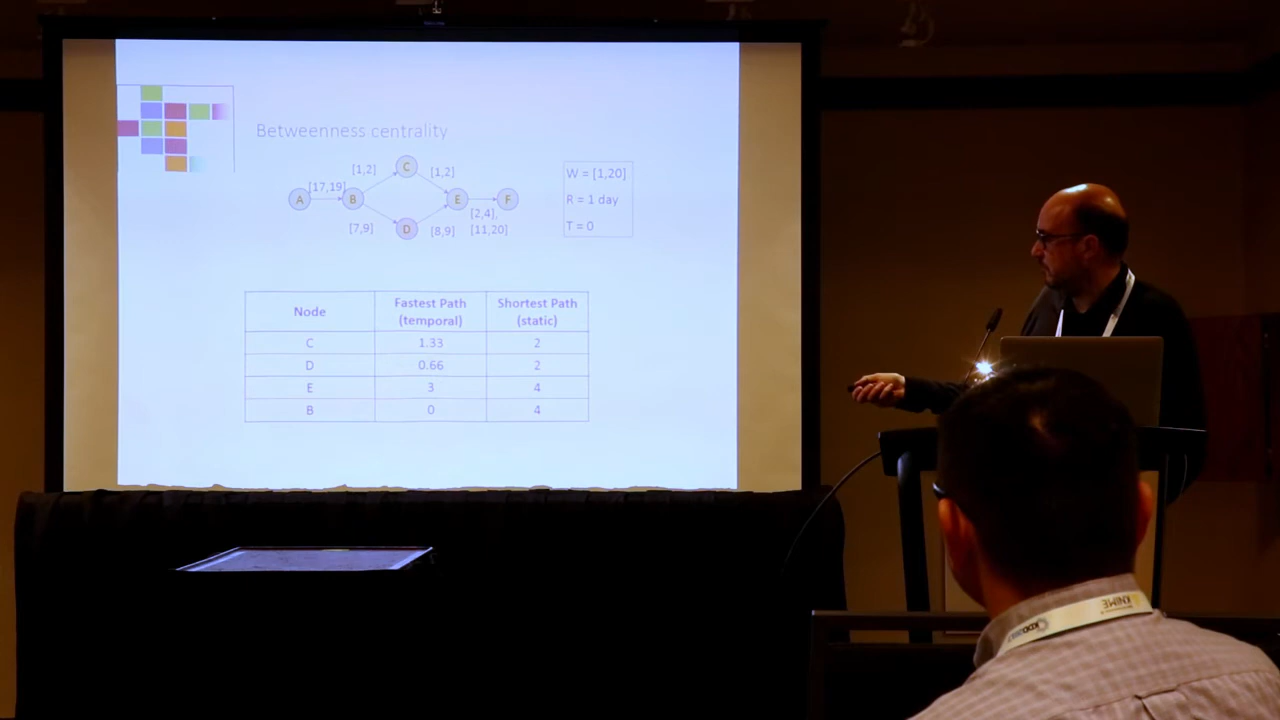 Betweenness centrality
[1,2]
C
[1,2]
[17,19]
A
B
E
F
[7,9]
D
[8,9]
[2,4],
[11,20]
W = [1,20]
R = 1 day
T = 0
Node Fastest Path (temporal) Shortest Path (static)
C 1.33 2
D 0.66 2
E 3 4
B 0 4
KDD2017
KNIME